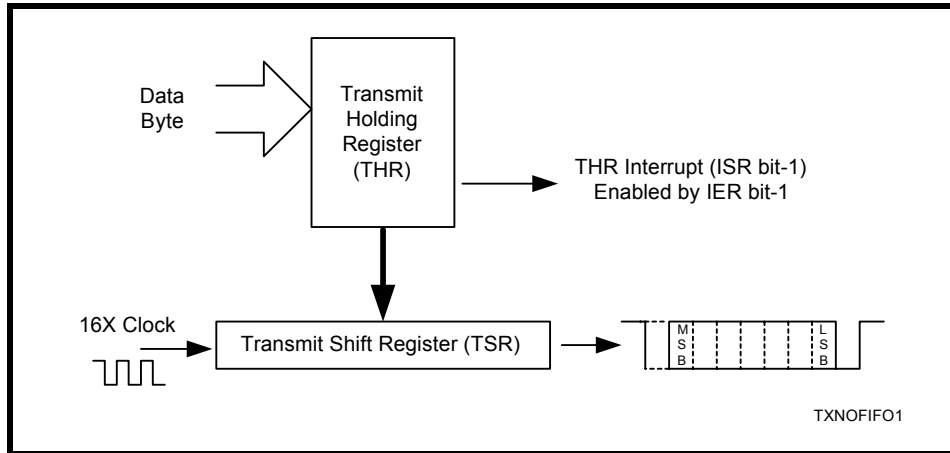 Data
Byte
Transmit
Holding
Register
(THR)
THR Interrupt (ISR bit-1)
Enabled by IER bit-1
16X Clock
Transmit Shift Register (TSR)
M
S
B
L
S
B
TXNOFIFO1